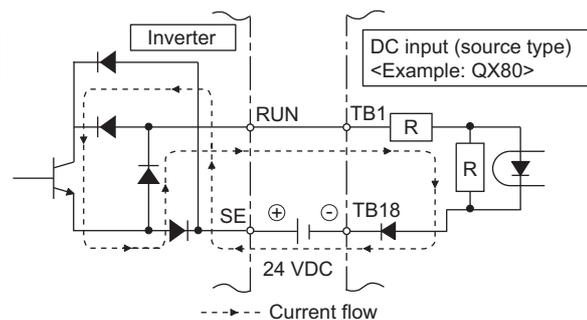 Inverter
DC input (source type)
<Example: QX80>
RUN
TB1
R
R
SE
⊕
⊖
TB18
24 VDC
Current flow